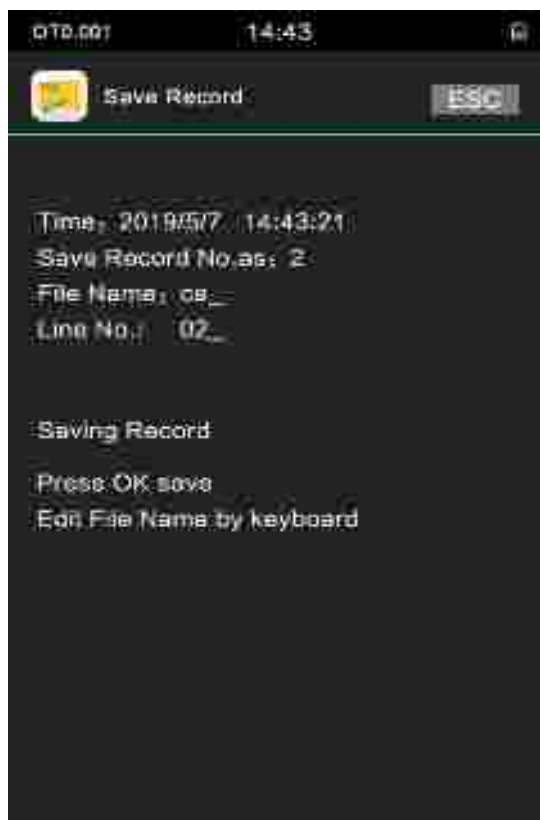 OT0.001 14:43
Save Record ESC
Time: 2019/5/7 14:43:21
Save Record No.as: 2
File Name: cs_
Line No.: 02_
Saving Record
Press OK save
Edit File Name by keyboard